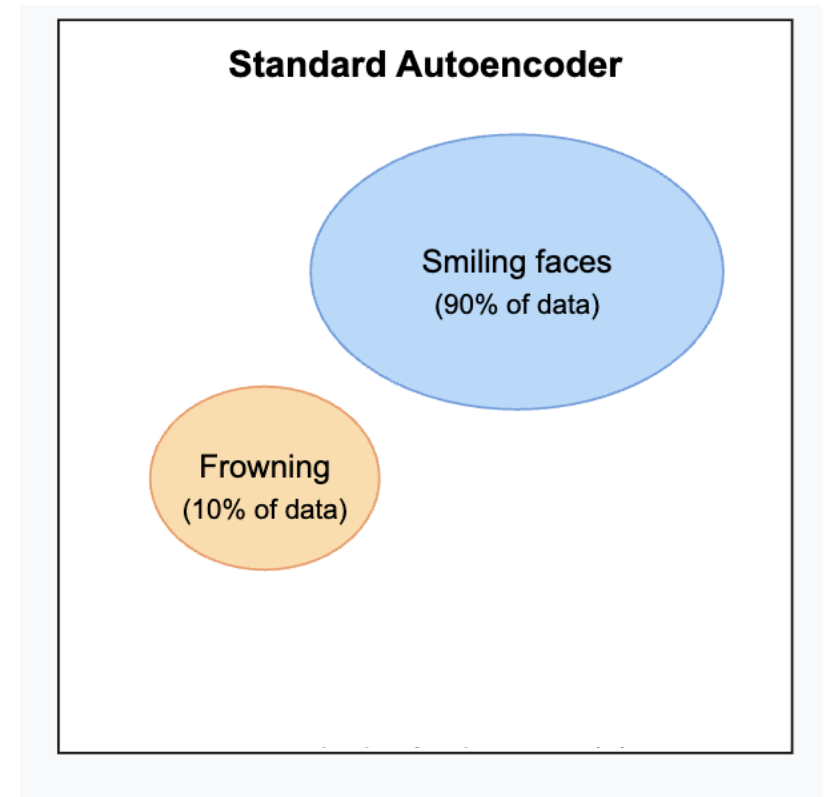 Standard Autoencoder
Smiling faces
(90% of data)
Frowning
(10% of data)